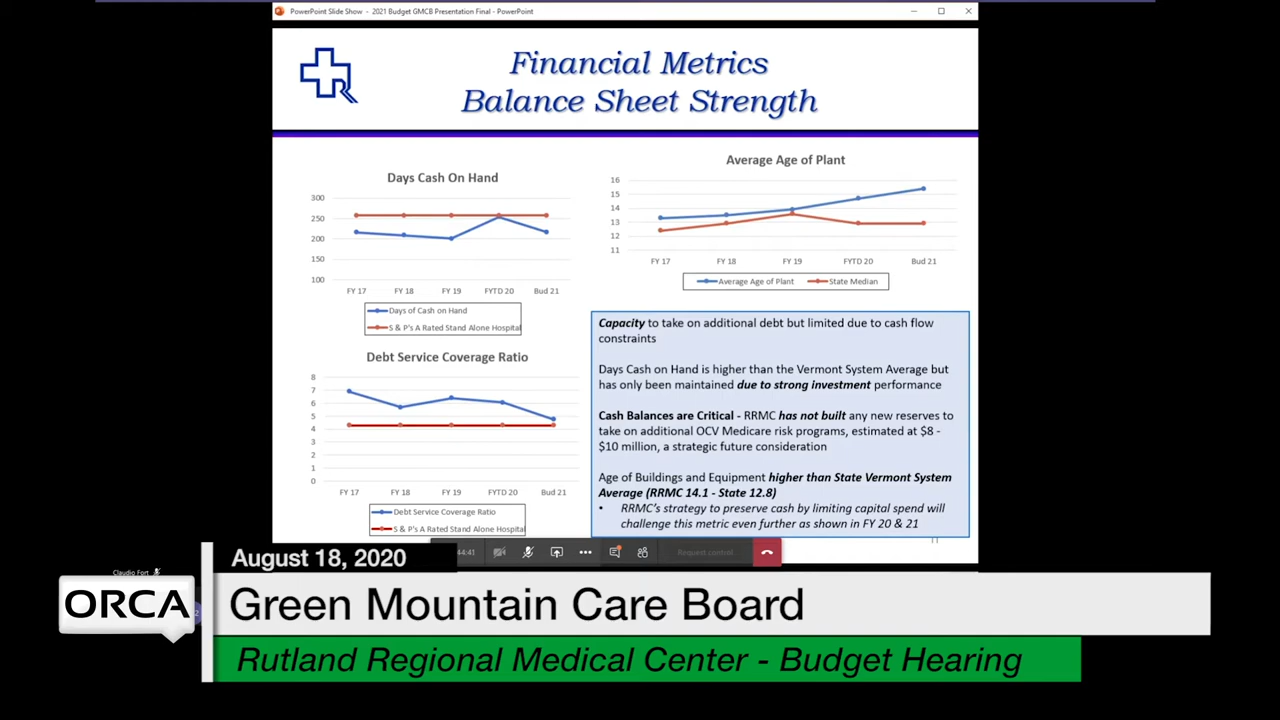 PowerPoint Slide Show - 2021 Budget GMCB Presentation Final - PowerPoint
Financial Metrics
Balance Sheet Strength
Days Cash On Hand
300
250
200
150
100
FY 17 FY 18 FY 19 FYTD 20 Bud 21
Days of Cash on Hand
S & P's A Rated Stand Alone Hospital
Debt Service Coverage Ratio
8
7
6
5
4
3
2
1
0
FY 17 FY 18 FY 19 FYTD 20 Bud 21
Debt Service Coverage Ratio
S & P's A Rated Stand Alone Hospital
Average Age of Plant
16
15
14
13
12
11
FY 17 FY 18 FY 19 FYTD 20 Bud 21
Average Age of Plant State Median
Capacity to take on additional debt but limited due to cash flow
constraints
Days Cash on Hand is higher than the Vermont System Average but
has only been maintained due to strong investment performance
Cash Balances are Critical - RRMC has not built any new reserves to
take on additional OCV Medicare risk programs, estimated at $8 -
$10 million, a strategic future consideration
Age of Buildings and Equipment higher than State Vermont System
Average (RRMC 14.1 - State 12.8)
• RRMC's strategy to preserve cash by limiting capital spend will
challenge this metric even further as shown in FY 20 & 21
44:41
Request control
August 18, 2020
Claudio Fort
ORCA
Green Mountain Care Board
Rutland Regional Medical Center - Budget Hearing